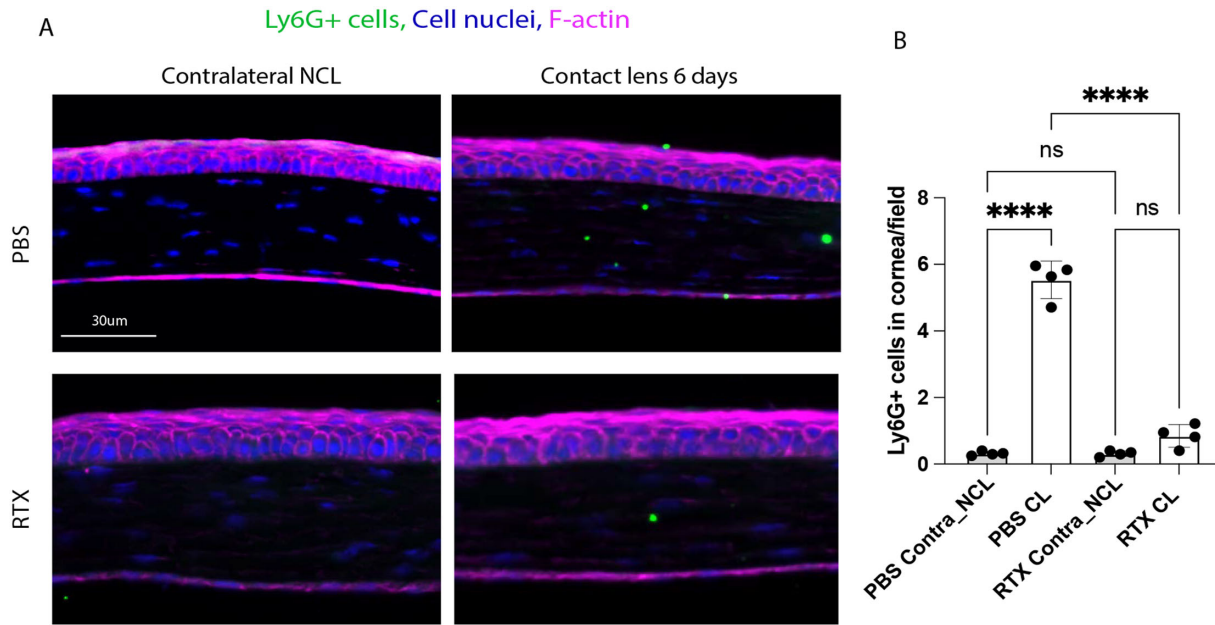 A
Ly6G+ cells, Cell nuclei, F-actin
Contralateral NCL
Contact lens 6 days
PBS
30um
RTX
B
****
ns
****
ns
Ly6G+ cells in cornea/field
8
6
4
2
0
PBS Contra_NCL
PBS CL
RTX Contra_NCL
RTX CL